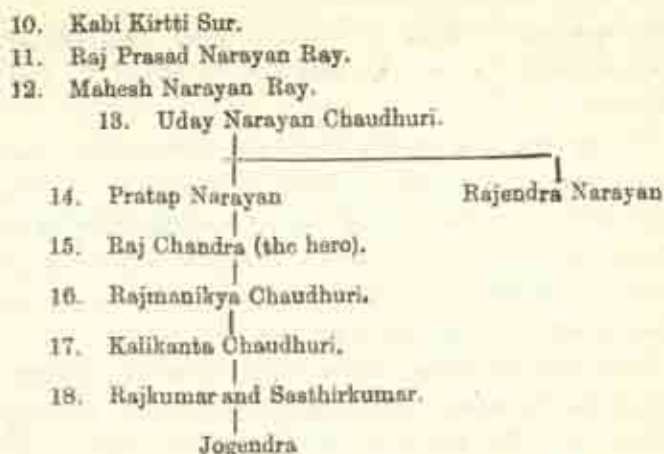 10. Kabi Kirtti Sur.
11. Raj Prasad Narayan Ray.
12. Mahesh Narayan Ray.
13. Uday Narayan Chaudhuri.
14. Pratap Narayan Rajendra Narayan
15. Raj Chandra (the hero).
16. Rajmanikya Chaudhuri.
17. Kalikanta Chaudhuri.
18. Rajkumar and Sasthirkumar.
Jogendra